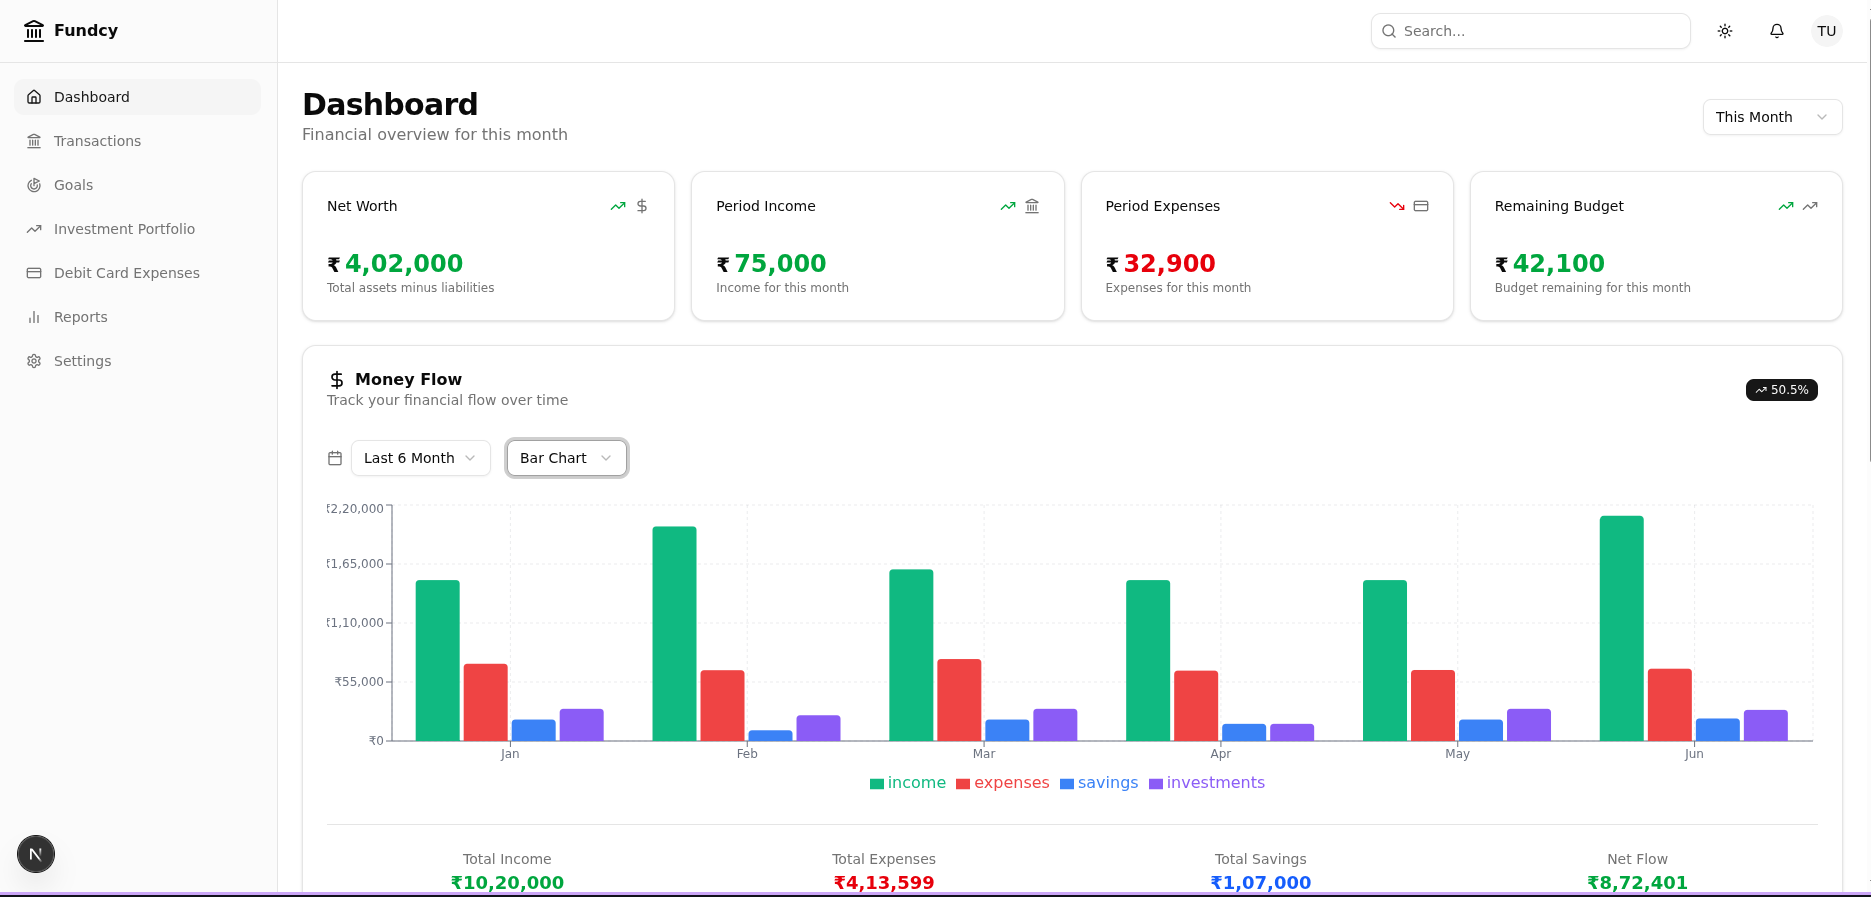 Fundcy
Search...
TU
Dashboard
Transactions
Goals
Investment Portfolio
Debit Card Expenses
Reports
Settings
Dashboard
Financial overview for this month
This Month
Net Worth
₹ 4,02,000
Total assets minus liabilities
Period Income
₹ 75,000
Income for this month
Period Expenses
₹ 32,900
Expenses for this month
Remaining Budget
₹ 42,100
Budget remaining for this month
Money Flow
Track your financial flow over time
50.5%
Last 6 Month
Bar Chart
₹2,20,000
₹1,65,000
₹1,10,000
₹55,000
₹0
Jan Feb Mar Apr May Jun
income expenses savings investments
Total Income
₹10,20,000
Total Expenses
₹4,13,599
Total Savings
₹1,07,000
Net Flow
₹8,72,401
N